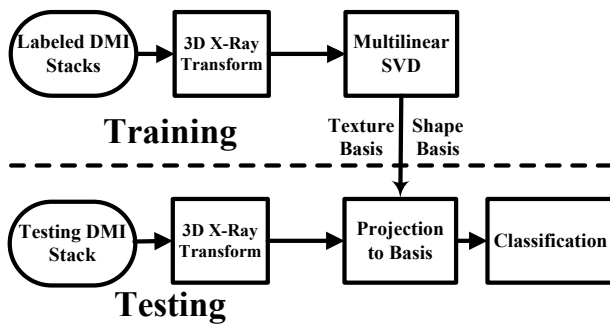 Labeled DMI
Stacks
3D X-Ray
Transform
Multilinear
SVD
Training
Texture
Basis
Shape
Basis
Testing DMI
Stack
3D X-Ray
Transform
Projection
to Basis
Classification
Testing